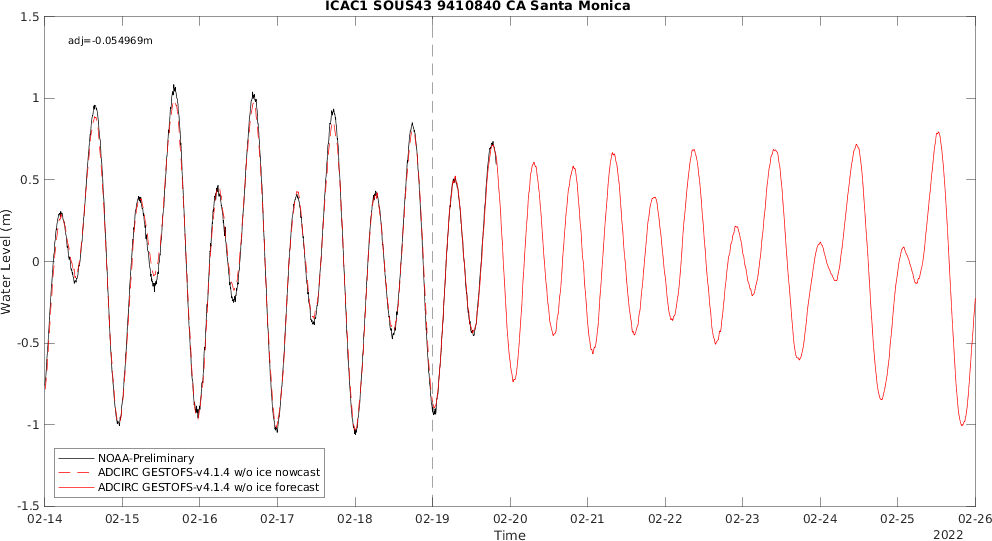 ICAC1 SOUS43 9410840 CA Santa Monica
adj=-0.054969m
1.5
1
0.5
0
-0.5
-1
-1.5
Water Level (m)
NOAA-Preliminary
ADCIRC GESTOFS-v4.1.4 w/o ice nowcast
ADCIRC GESTOFS-v4.1.4 w/o ice forecast
02-14 02-15 02-16 02-17 02-18 02-19 02-20 02-21 02-22 02-23 02-24 02-25 02-26
Time
2022